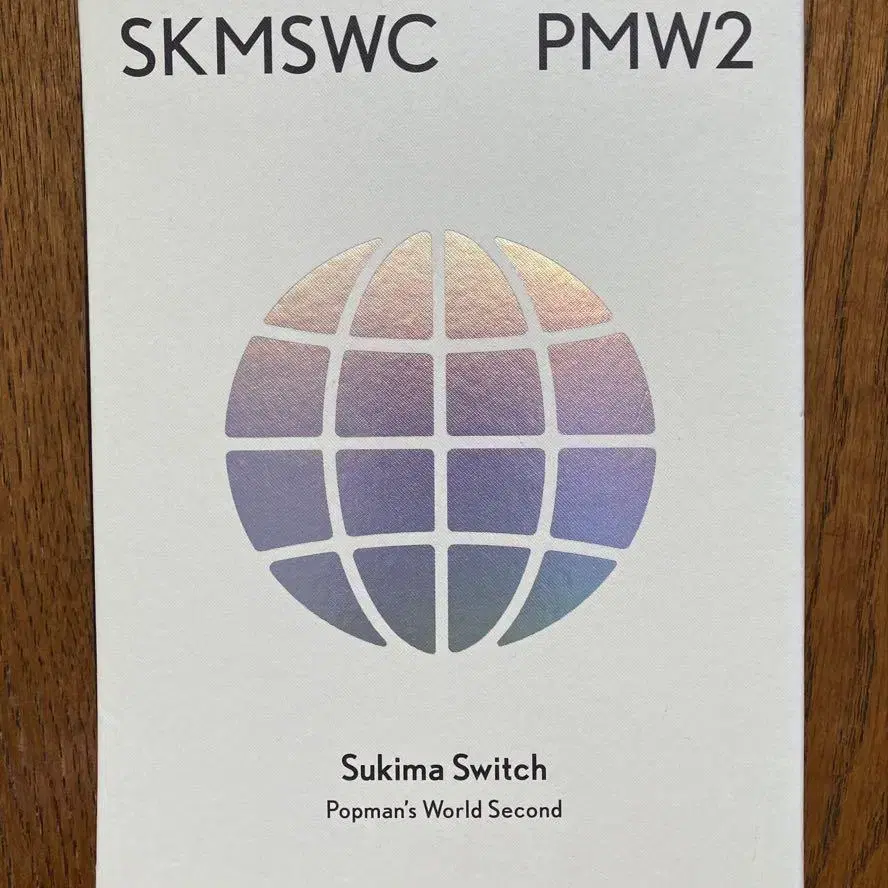 SKMSWC PMW2
Sukima Switch
Popman's World Second